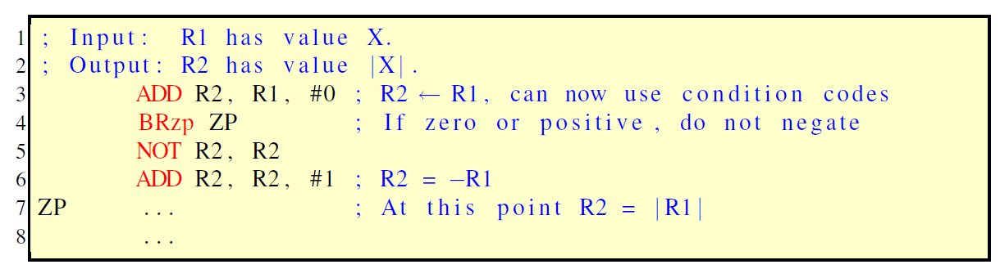 1 ; Input:  R1 has value X.
2 ; Output: R2 has value |X|.
3         ADD R2, R1, #0 ; R2 ← R1, can now use condition codes
4         BRzp ZP        ; If zero or positive, do not negate
5         NOT R2, R2
6         ADD R2, R2, #1 ; R2 = −R1
7 ZP      ...            ; At this point R2 = |R1|
8         ...